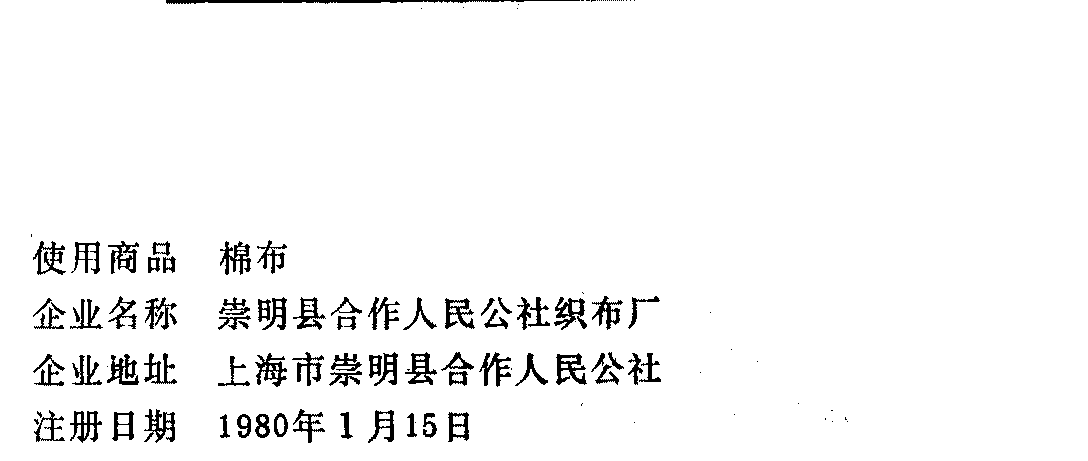 使用商品 棉布
企业名称 崇明县合作人民公社织布厂
企业地址 上海市崇明县合作人民公社
注册日期 1980年1月15日